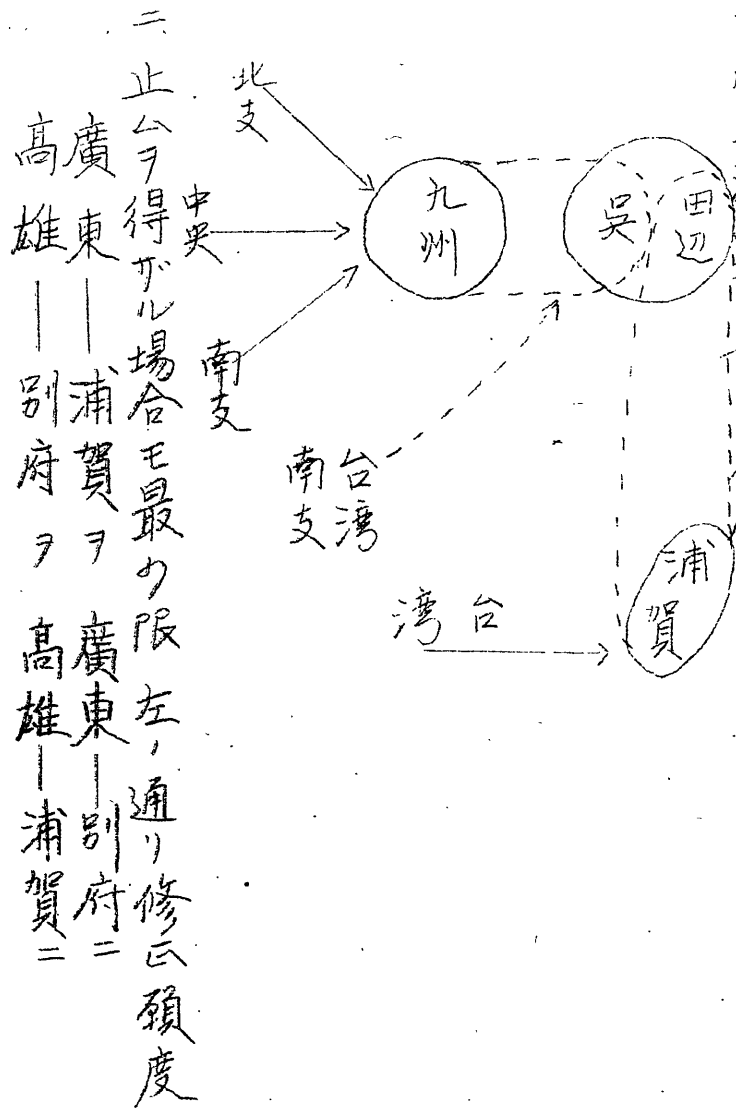 田辺
呉
浦賀
九州
台湾
南支
台湾
南支
北支
中央
二、止ムヲ得ザル場合モ最少限左ノ通リ修正願度
廣東―浦賀ヲ廣東―別府ニ
高雄―別府ヲ高雄―浦賀ニ